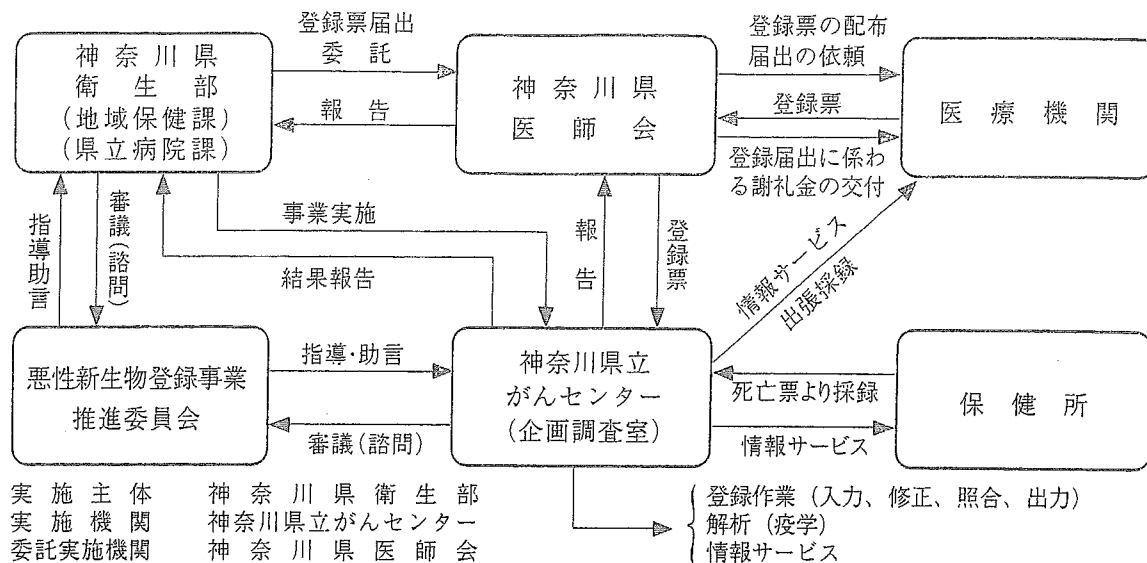 神奈川県
衛生部
(地域保健課)
(県立病院課)
登録票届出
委託
報告
神奈川県
医師会
登録票の配布
届出の依頼
登録票
登録届出に係わ
る謝礼金の交付
医療機関
指導助言
審議(諮問)
事業実施
結果報告
報告
登録票
情報サービス
出張採録
悪性新生物登録事業
推進委員会
指導・助言
審議(諮問)
神奈川県立
がんセンター
(企画調査室)
死亡票より採録
情報サービス
保健所
実施主体 神奈川県衛生部
実施機関 神奈川県立がんセンター
委託実施機関 神奈川県医師会
登録作業(入力、修正、照合、出力)
解析(疫学)
情報サービス